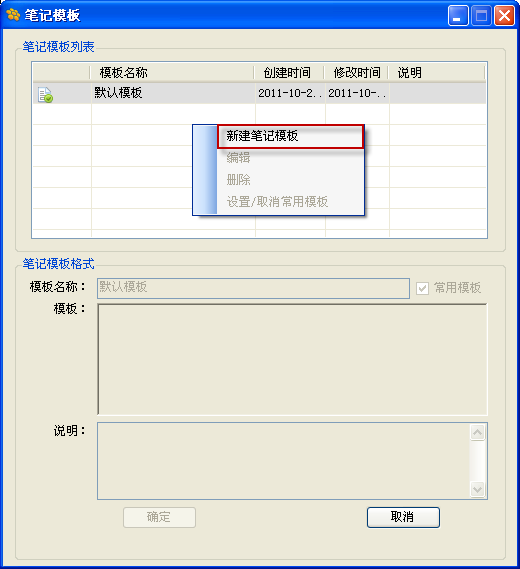 笔记模板
笔记模板列表
模板名称 创建时间 修改时间 说明
默认模板 2011-10-2.. 2011-10-..
新建笔记模板
编辑
删除
设置/取消常用模板
笔记模板格式
模板名称： 默认模板 常用模板
模板：
说明：
确定 取消